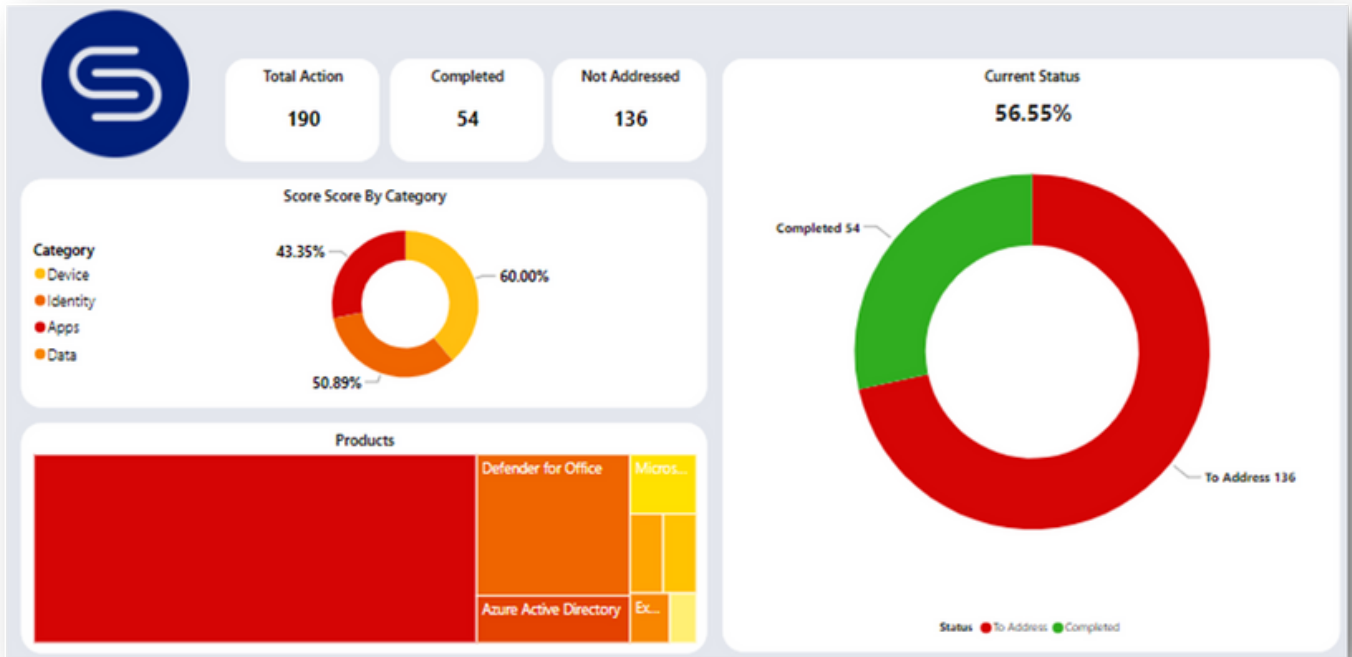 Total Action
190
Completed
54
Not Addressed
136
Current Status
56.55%
Completed 54
To Address 136
Status To Address Completed
Score Score By Category
Category
Device
Identity
Apps
Data
43.35%
60.00%
50.89%
Products
Defender for Office
Micros...
Azure Active Directory
Ex...